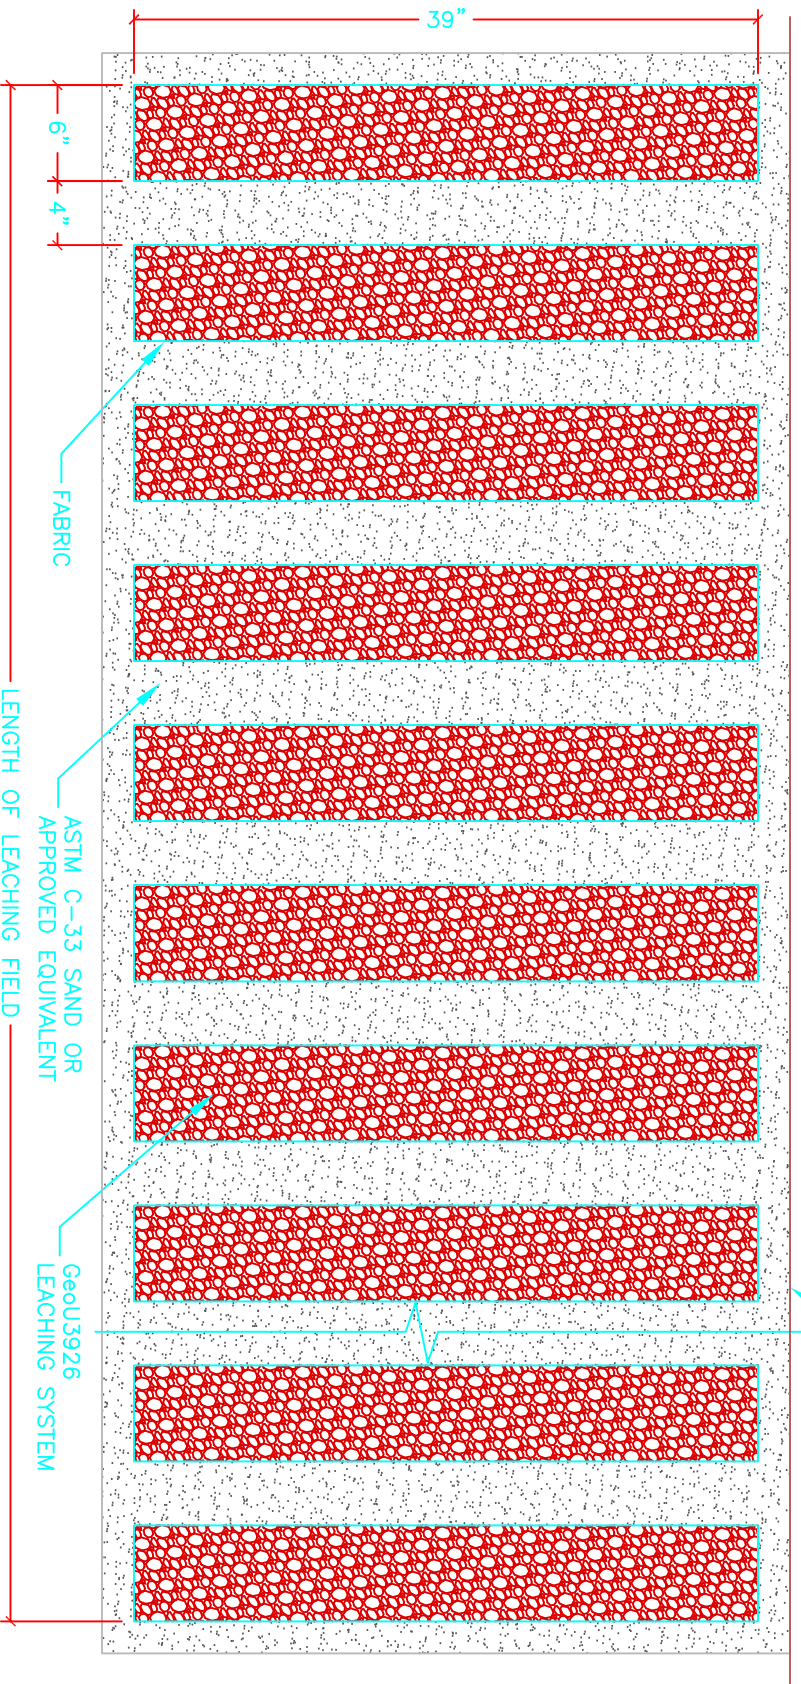 39"
6"
4"
FABRIC
ASTM C-33 SAND OR
APPROVED EQUIVALENT
LENGTH OF LEACHING FIELD
GeoU3926
LEACHING SYSTEM